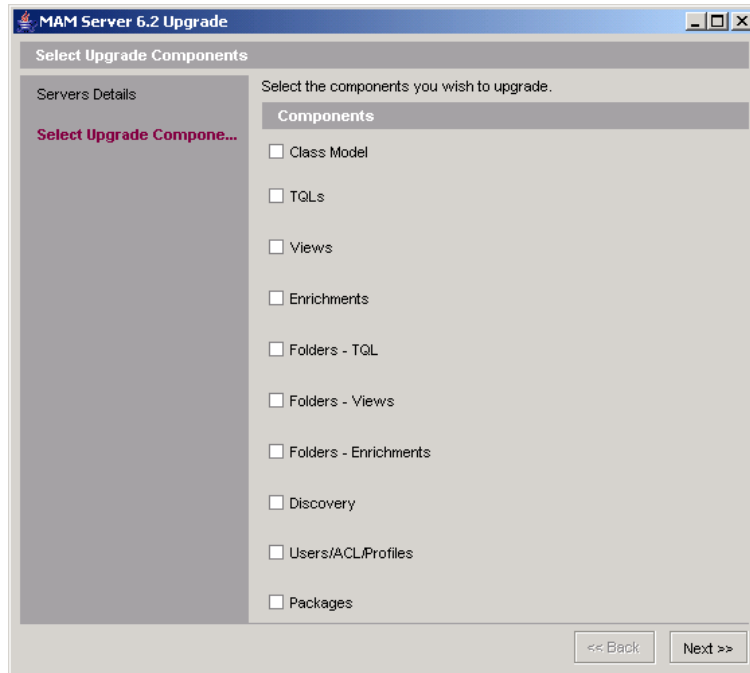 MAM Server 6.2 Upgrade
Select Upgrade Components
Servers Details
Select Upgrade Compone...
Select the components you wish to upgrade.
Components
Class Model
TQLs
Views
Enrichments
Folders - TQL
Folders - Views
Folders - Enrichments
Discovery
Users/ACL/Profiles
Packages
<< Back
Next >>